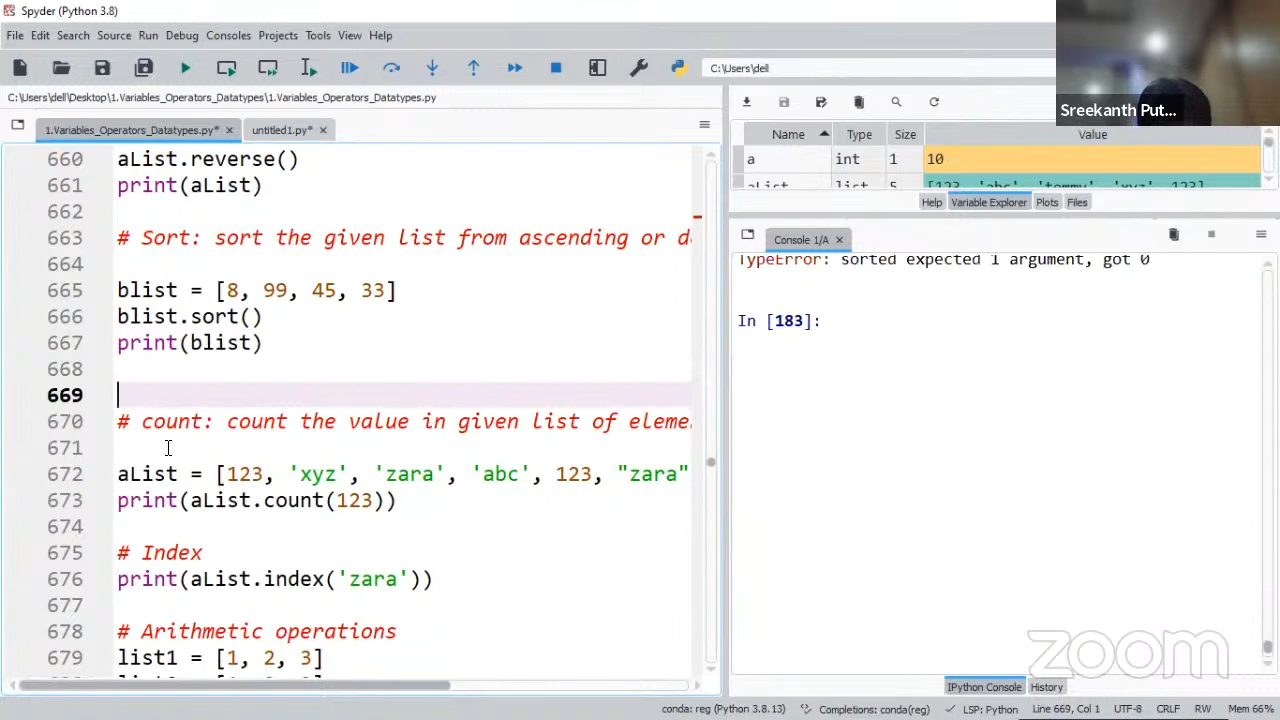 Spyder (Python 3.8)
File Edit Search Source Run Debug Consoles Projects Tools View Help
C:\Users\dell
C:\Users\dell\Desktop\1.Variables_Operators_Datatypes\1.Variables_Operators_Datatypes.py
1.Variables_Operators_Datatypes.py* untitled1.py*
660 aList.reverse()
661 print(aList)
662
663 # Sort: sort the given list from ascending or d
664
665 blist = [8, 99, 45, 33]
666 blist.sort()
667 print(blist)
668
669
670 # count: count the value in given list of eleme
671
672 aList = [123, 'xyz', 'zara', 'abc', 123, "zara"
673 print(aList.count(123))
674
675 # Index
676 print(aList.index('zara'))
677
678 # Arithmetic operations
679 list1 = [1, 2, 3]
Sreekanth Put...
Name Type Size Value
a int 1 10
aList list 5 [123, 'abc', 'tommy', 'xyz', 123]
Help Variable Explorer Plots Files
Console 1/A
TypeError: sorted expected 1 argument, got 0
In [183]:
zoom
IPython Console History
conda: reg (Python 3.8.13) Completions: conda(reg) LSP: Python Line 669, Col 1 UTF-8 CRLF RW Mem 66%